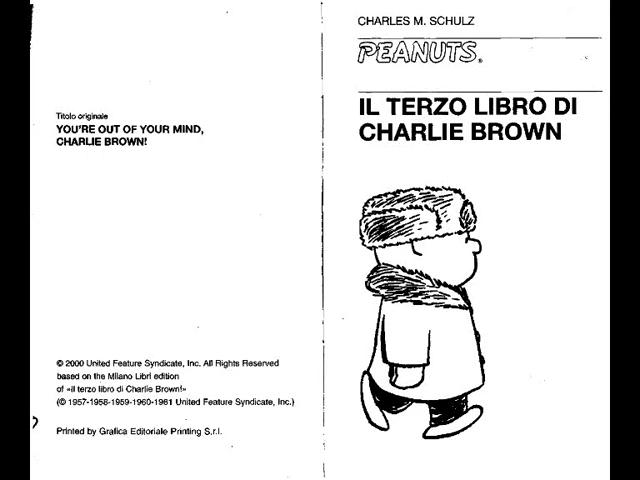 Titolo originale
YOU'RE OUT OF YOUR MIND,
CHARLIE BROWN!
© 2000 United Feature Syndicate, Inc. All Rights Reserved
based on the Milano Libri edition
of «il terzo libro di Charlie Brown!»
(© 1957-1958-1959-1960-1961 United Feature Syndicate, Inc.)
Printed by Grafica Editoriale Printing S.r.l.
CHARLES M. SCHULZ
PEANUTS®
IL TERZO LIBRO DI
CHARLIE BROWN